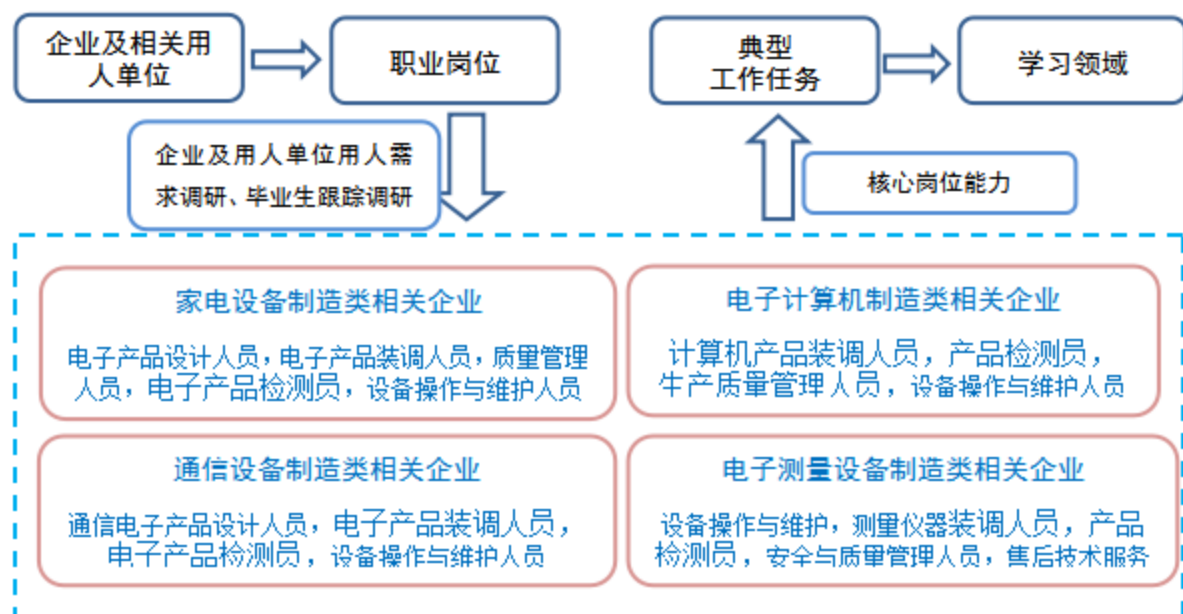 企业及相关用
人单位
职业岗位
典型
工作任务
学习领域
企业及用人单位用人需
求调研、毕业生跟踪调研
核心岗位能力
家电设备制造类相关企业
电子产品设计人员，电子产品装调人员，质量管理
人员，电子产品检测员，设备操作与维护人员
电子计算机制造类相关企业
计算机产品装调人员，产品检测员，
生产质量管理人员，设备操作与维护人员
通信设备制造类相关企业
通信电子产品设计人员，电子产品装调人员，
电子产品检测员，设备操作与维护人员
电子测量设备制造类相关企业
设备操作与维护，测量仪器装调人员，产品
检测员，安全与质量管理人员，售后技术服务